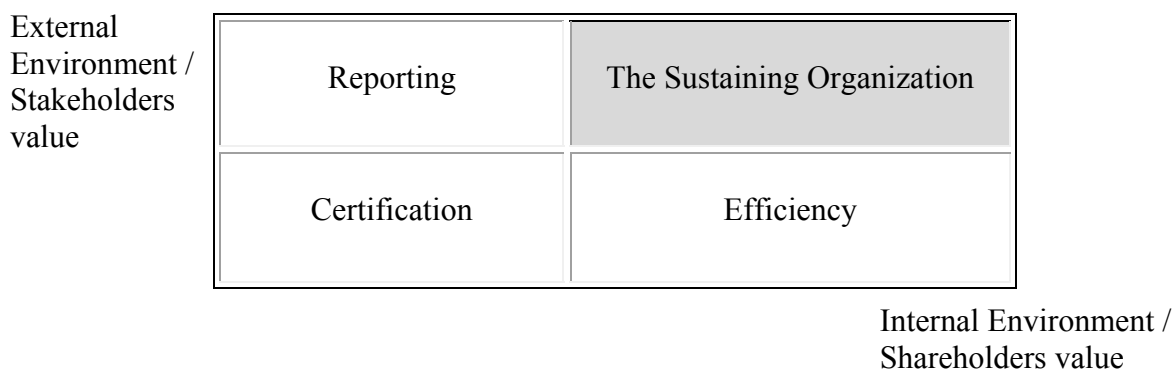 External
Environment /
Stakeholders
value
Reporting
The Sustaining Organization
Certification
Efficiency
Internal Environment /
Shareholders value